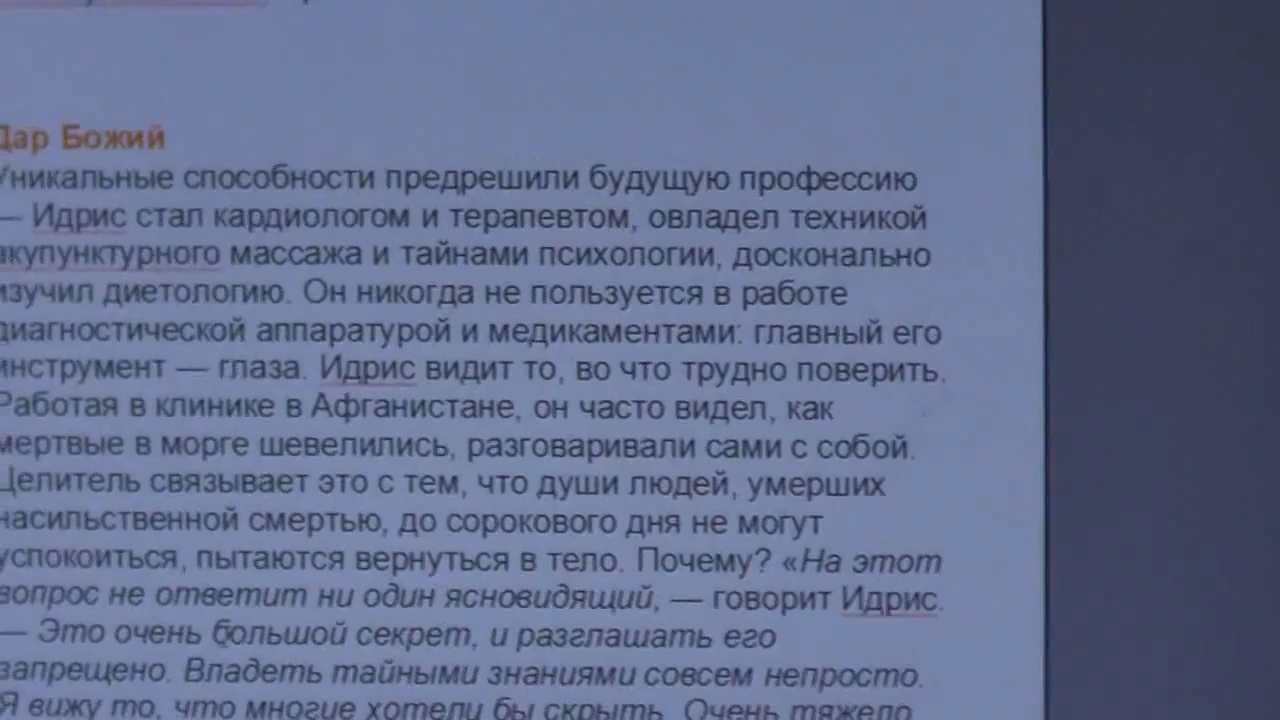 Дар Божий
Уникальные способности предрешили будущую профессию
— Идрис стал кардиологом и терапевтом, овладел техникой
акупунктурного массажа и тайнами психологии, досконально
изучил диетологию. Он никогда не пользуется в работе
диагностической аппаратурой и медикаментами: главный его
инструмент — глаза. Идрис видит то, во что трудно поверить.
Работая в клинике в Афганистане, он часто видел, как
мертвые в морге шевелились, разговаривали сами с собой.
Целитель связывает это с тем, что души людей, умерших
насильственной смертью, до сорокового дня не могут
успокоиться, пытаются вернуться в тело. Почему? «На этот
вопрос не ответит ни один ясновидящий, — говорит Идрис.
— Это очень большой секрет, и разглашать его
запрещено. Владеть тайными знаниями совсем непросто.
Я вижу то, что многие хотели бы скрыть. Очень тяжело